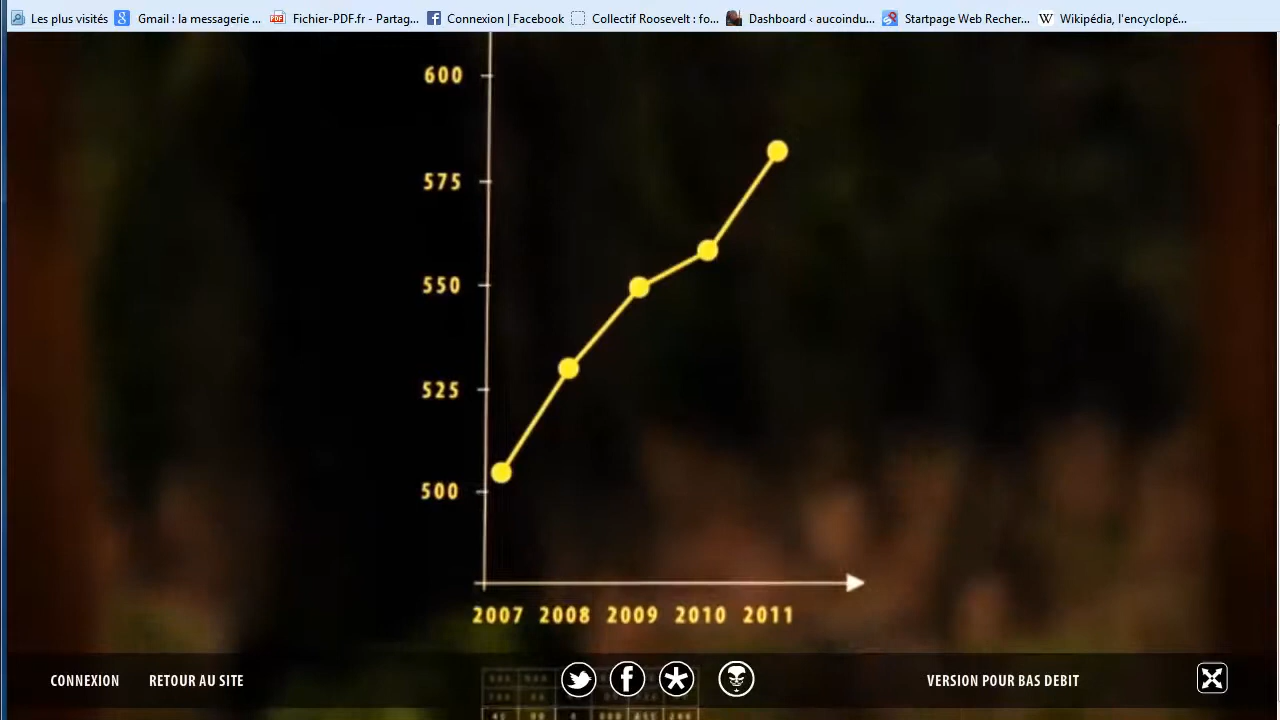 Les plus visités Gmail : la messagerie ... Fichier-PDF.fr - Partag... Connexion | Facebook Collectif Roosevelt : fo... Dashboard ‹ aucoindu... Startpage Web Recher... Wikipédia, l'encyclopé...
600
575
550
525
500
2007 2008 2009 2010 2011
CONNEXION RETOUR AU SITE VERSION POUR BAS DEBIT